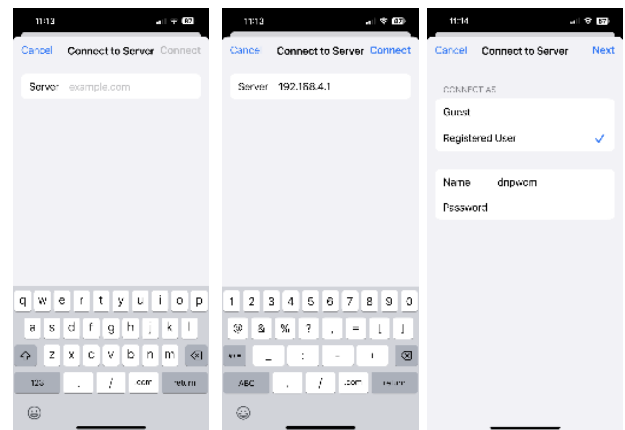 11:13
Cancel Connect to Server Connect
Server example.com
q w e r t y u i o p
a s d f g h j k l
z x c v b n m
123 . / .com return
11:13
Cancel Connect to Server Connect
Server 192.168.4.1
1 2 3 4 5 6 7 8 9 0
@ & % ? , = [ ]
_ : - +
ABC . / .com return
11:14
Cancel Connect to Server Next
CONNECT AS
Guest
Registered User
Name dnpwcm
Password